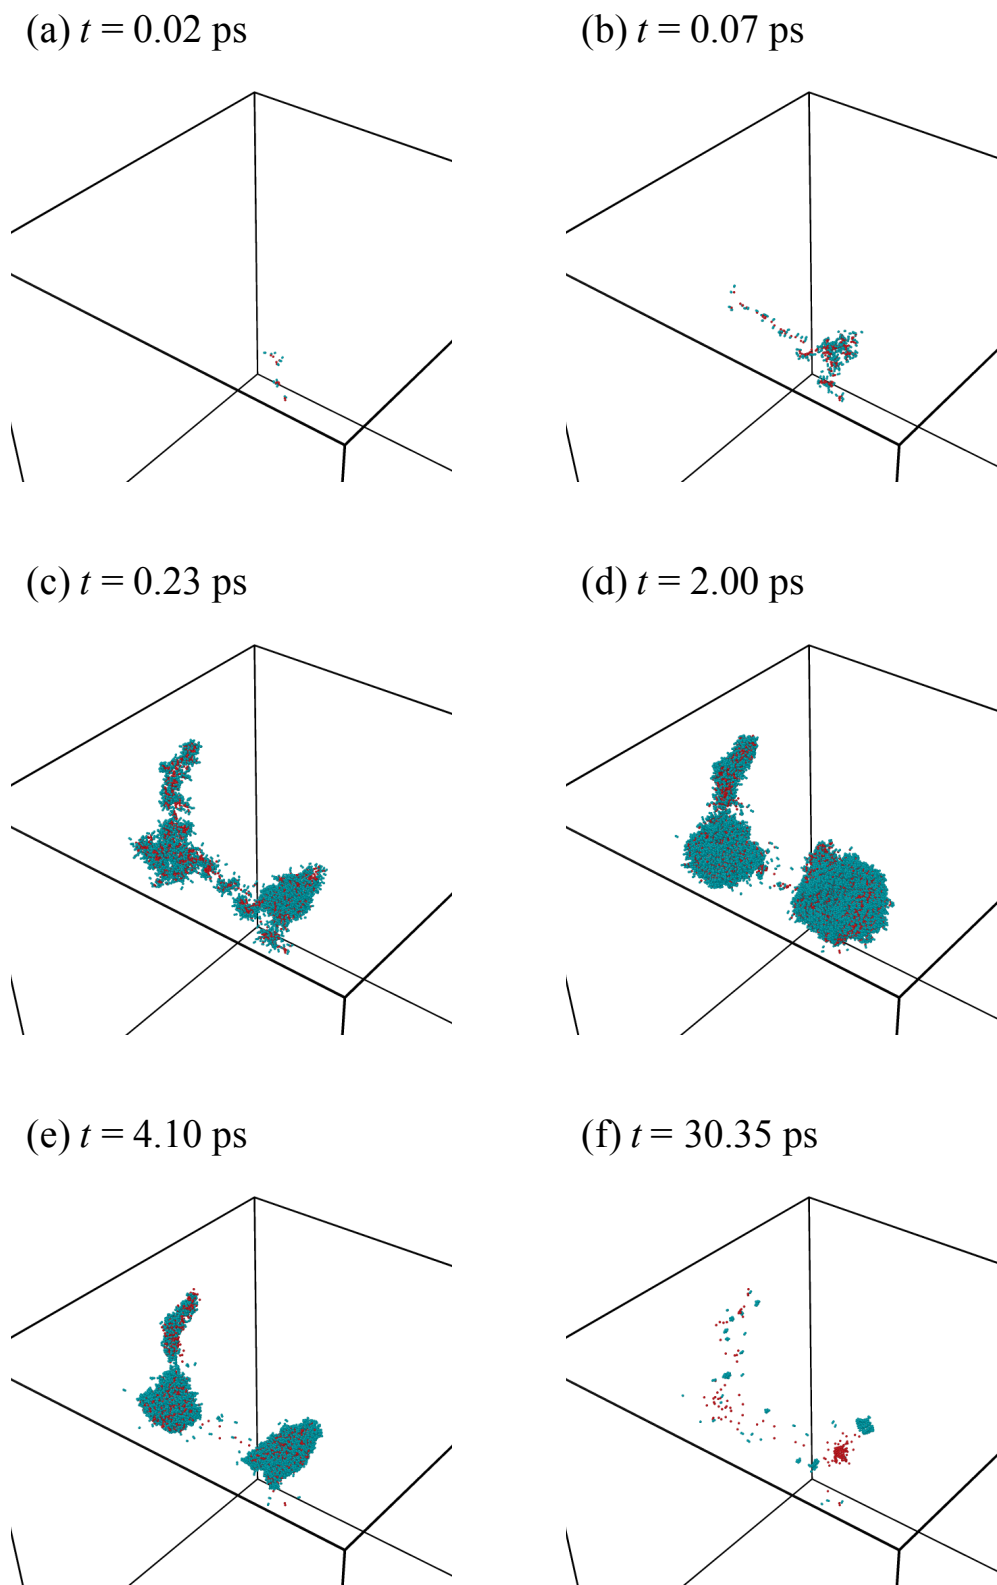 (a) t = 0.02 ps
(b) t = 0.07 ps
(c) t = 0.23 ps
(d) t = 2.00 ps
(e) t = 4.10 ps
(f) t = 30.35 ps